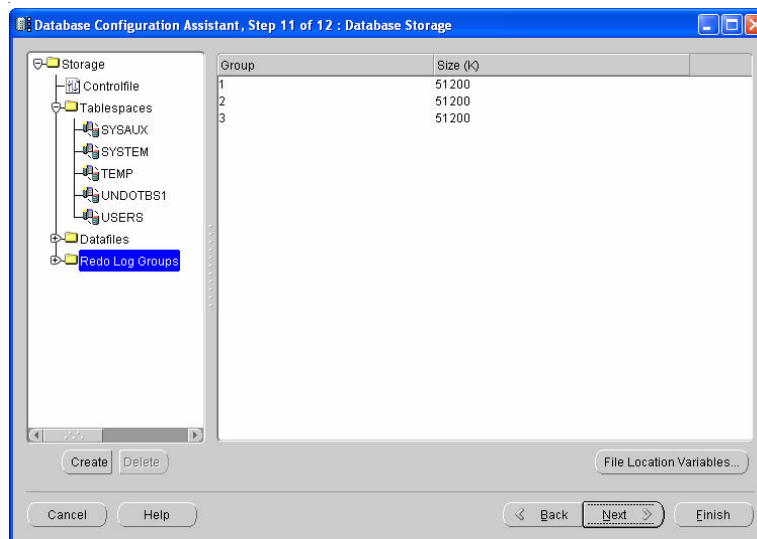 Database Configuration Assistant, Step 11 of 12 : Database Storage
Storage
Controlfile
Tablespaces
SYSAUX
SYSTEM
TEMP
UNDOTBS1
USERS
Datafiles
Redo Log Groups
Group Size (K)
1 51200
2 51200
3 51200
Create Delete File Location Variables...
Cancel Help Back Next Finish